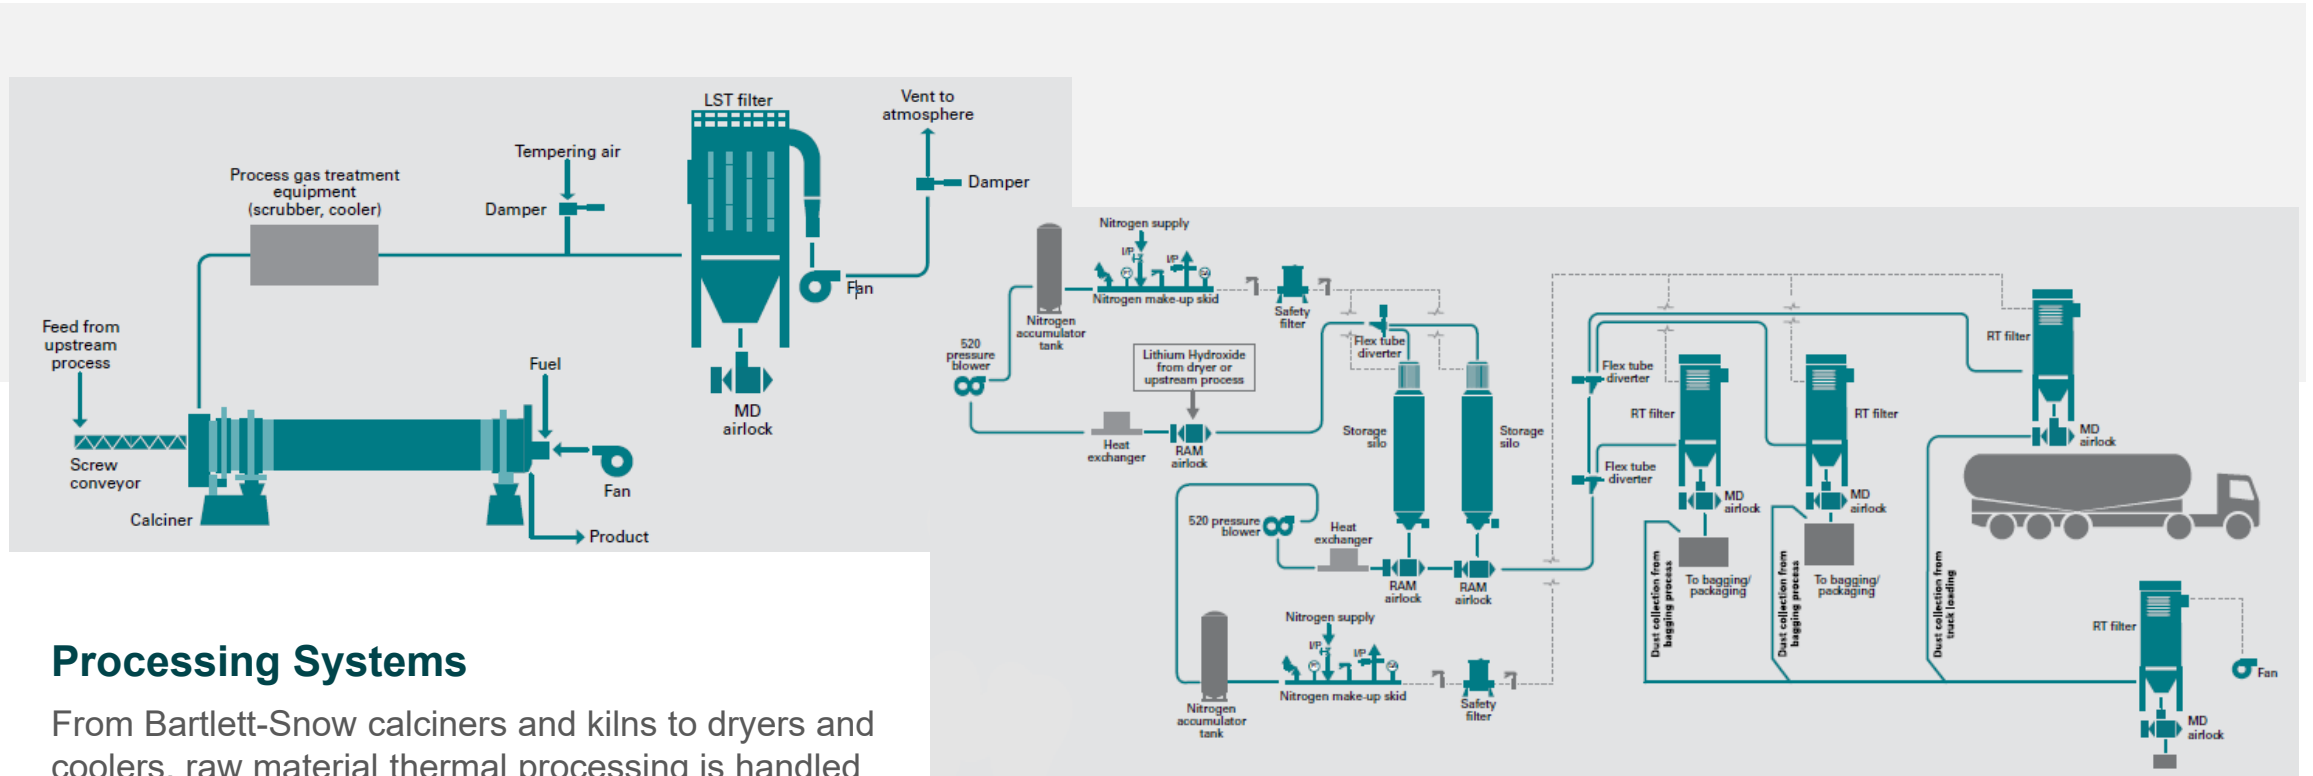 LST filter
Vent to
atmosphere
Tempering air
Damper
Process gas treatment
equipment
(scrubber, cooler)
Damper
Fan
Feed from
upstream
process
Fuel
MD
airlock
Screw
conveyor
Fan
Calciner
Product
Nitrogen supply
I/P
I/P
Nitrogen make-up skid
Nitrogen
accumulator
tank
Safety
filter
520
pressure
blower
Lithium Hydroxide
from dryer or
upstream process
Flex tube
diverter
Heat
exchanger
RAM
airlock
Storage
silo
Storage
silo
Flex tube
diverter
RT filter
RT filter
RT filter
MD
airlock
Flex tube
diverter
MD
airlock
MD
airlock
520 pressure
blower
Heat
exchanger
RAM
airlock
RAM
airlock
Dust collection from
bagging process
To bagging/
packaging
Dust collection from
bagging process
To bagging/
packaging
Dust collection from
truck loading
Nitrogen supply
I/P
I/P
Nitrogen make-up skid
Nitrogen
accumulator
tank
Safety
filter
RT filter
Fan
MD
airlock
Processing Systems
From Bartlett-Snow calciners and kilns to dryers and
coolers, raw material thermal processing is handled